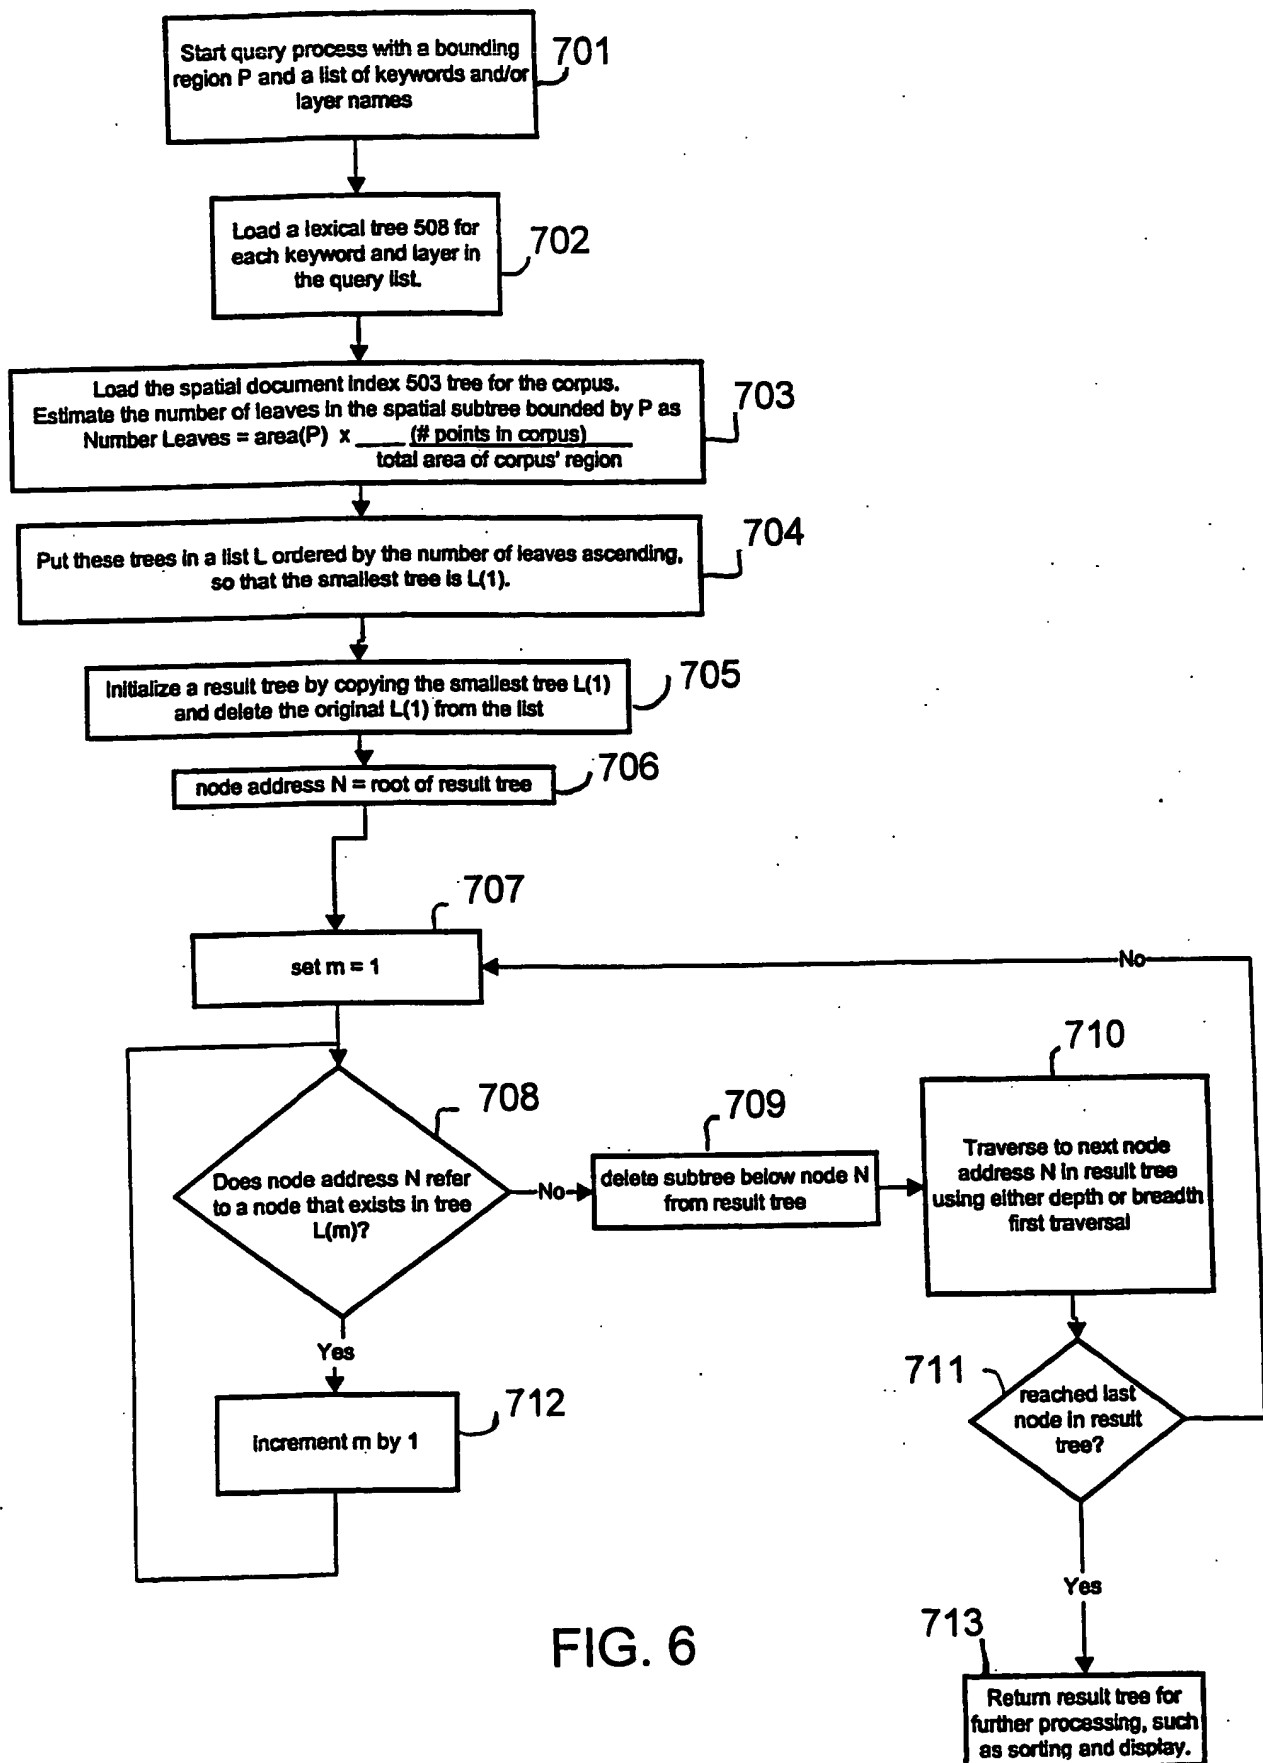 Start query process with a bounding
region P and a list of keywords and/or
layer names
701
Load a lexical tree 508 for
each keyword and layer in
the query list.
702
Load the spatial document index 503 tree for the corpus.
Estimate the number of leaves in the spatial subtree bounded by P as
Number Leaves = area(P) x (# points in corpus)
total area of corpus' region
703
Put these trees in a list L ordered by the number of leaves ascending,
so that the smallest tree is L(1).
704
Initialize a result tree by copying the smallest tree L(1)
and delete the original L(1) from the list
705
node address N = root of result tree
706
707
set m = 1
No
708
Does node address N refer
to a node that exists in tree
L(m)?
No
709
delete subtree below node N
from result tree
710
Traverse to next node
address N in result tree
using either depth or breadth
first traversal
Yes
712
increment m by 1
711
reached last
node in result
tree?
Yes
713
Return result tree for
further processing, such
as sorting and display.
FIG. 6